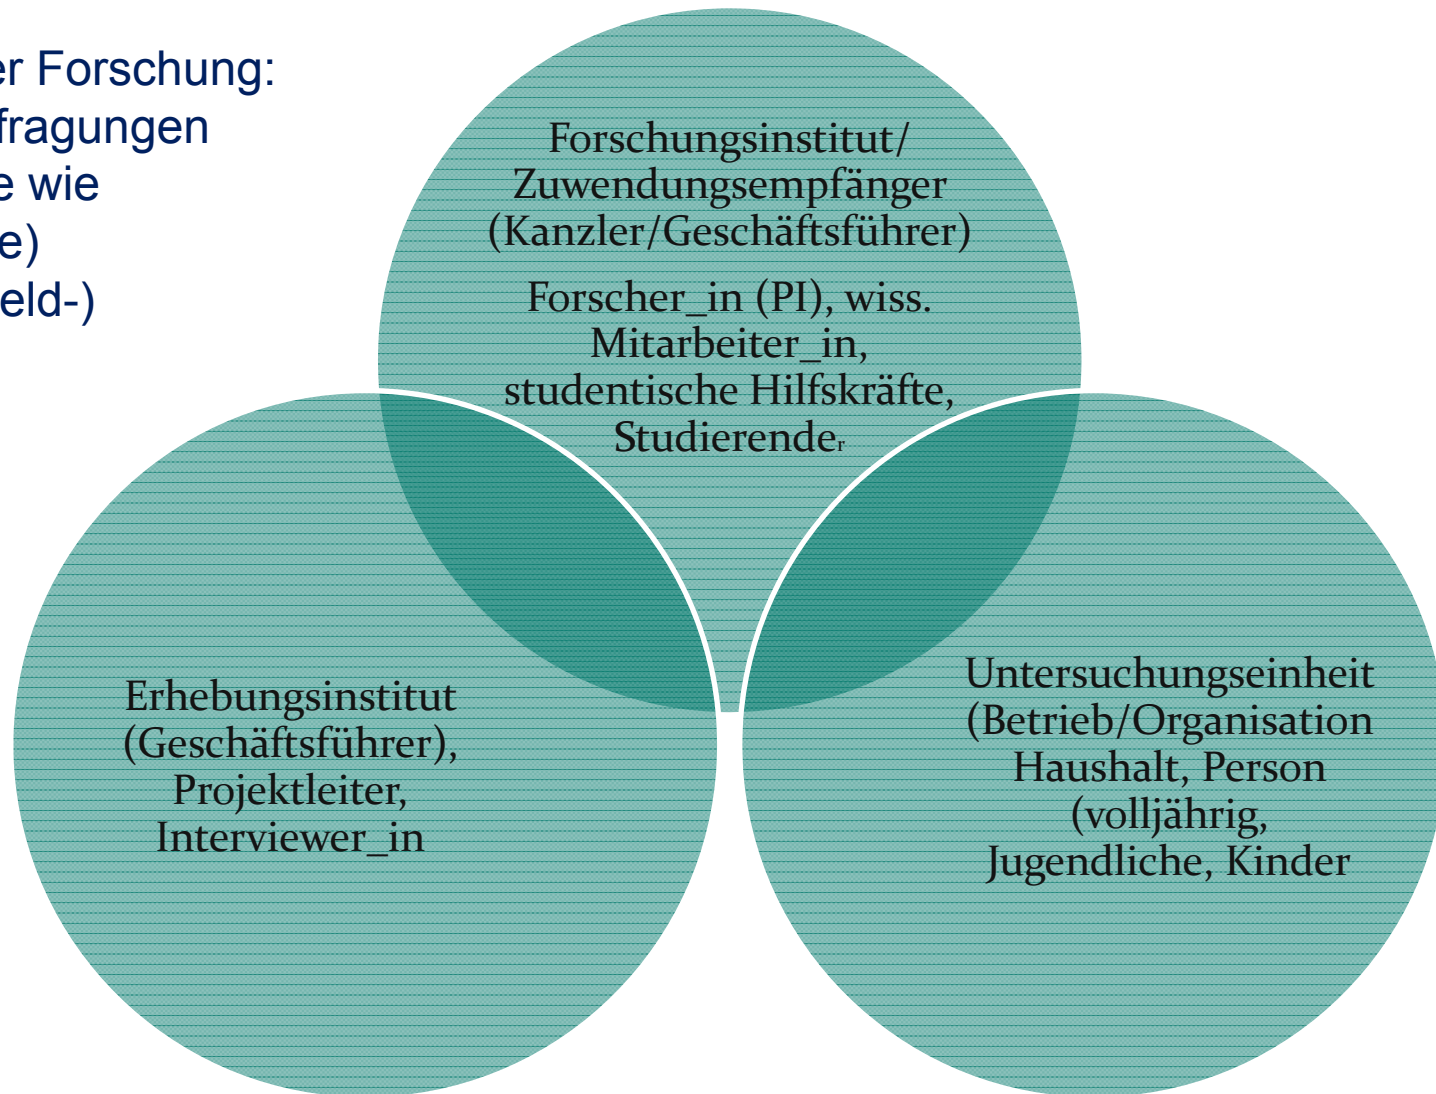 er Forschung:
fragungen
e wie
e)
eld-)
Forschungsinstitut/
Zuwendungsempfänger
(Kanzler/Geschäftsführer)
Forscher_in (PI), wiss.
Mitarbeiter_in,
studentische Hilfskräfte,
Studierender
Erhebungsinstitut
(Geschäftsführer),
Projektleiter,
Interviewer_in
Untersuchungseinheit
(Betrieb/Organisation
Haushalt, Person
(volljährig,
Jugendliche, Kinder